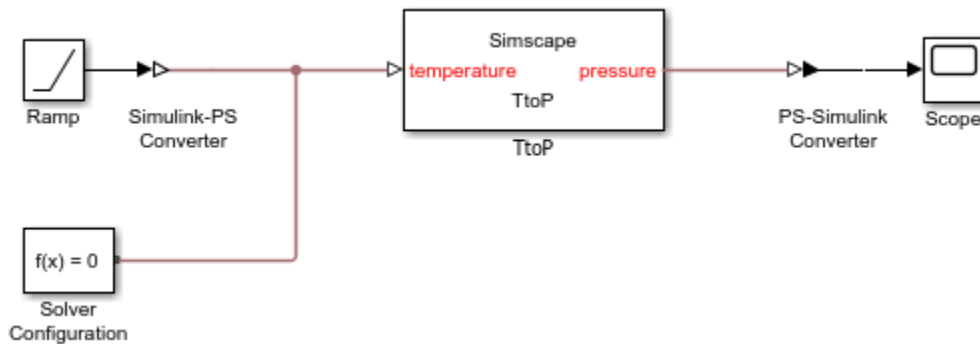 Simscape
temperature
pressure
TtoP
TtoP
Ramp
Simulink-PS
Converter
PS-Simulink
Converter
Scope
f(x) = 0
Solver
Configuration